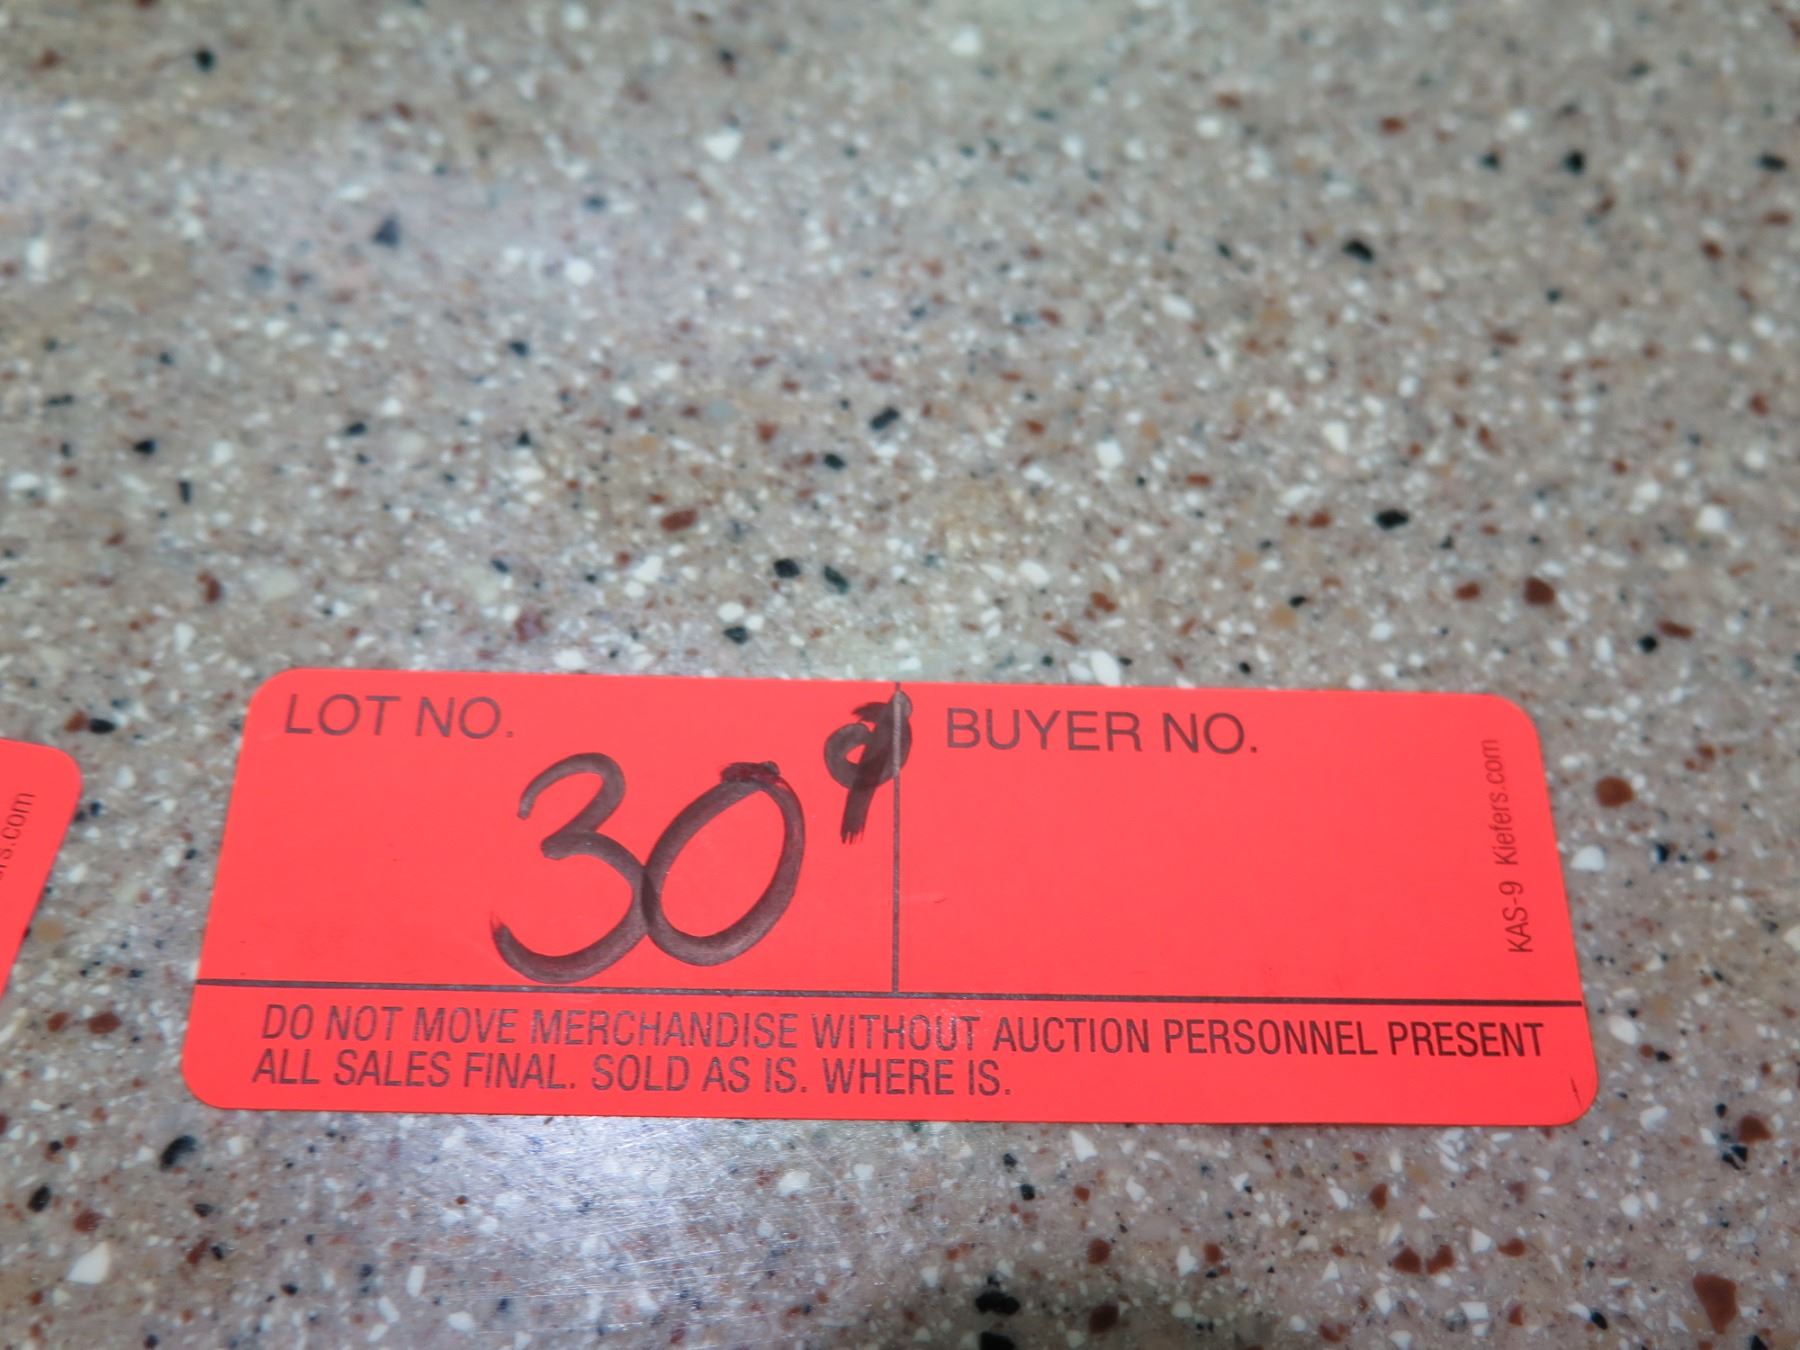 LOT NO.
30
BUYER NO.
KAS-9 Kiefers.com
DO NOT MOVE MERCHANDISE WITHOUT AUCTION PERSONNEL PRESENT
ALL SALES FINAL. SOLD AS IS. WHERE IS.